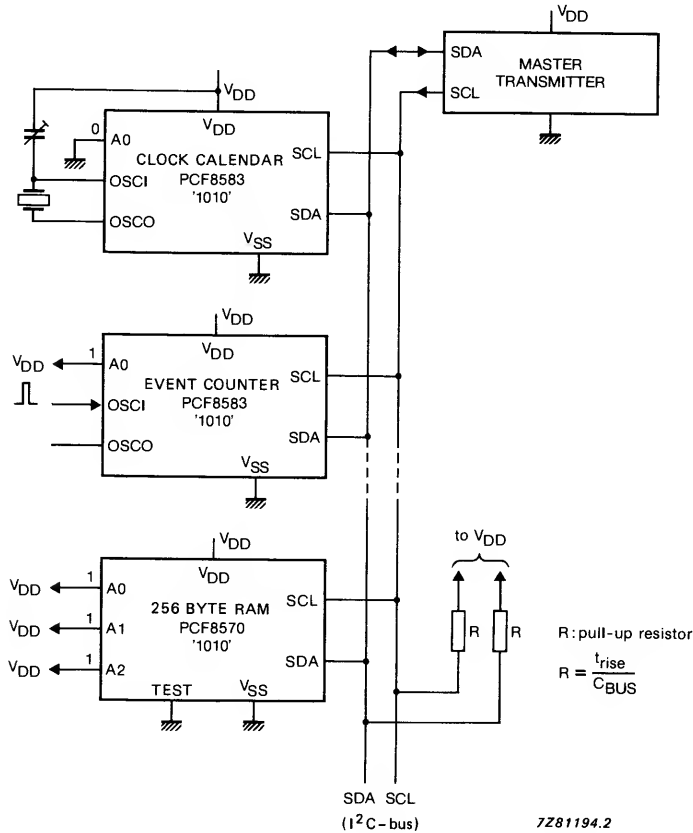 VDD
SDA
MASTER
TRANSMITTER
SCL
VDD
0
A0
VDD
CLOCK CALENDAR
PCF8583
'1010'
SCL
OSCI
OSCO
SDA
VSS
VDD
VDD
1
A0
VDD
EVENT COUNTER
PCF8583
'1010'
SCL
OSCI
OSCO
SDA
VSS
VDD
VDD
1
A0
VDD
256 BYTE RAM
PCF8570
'1010'
SCL
VDD
1
A1
VDD
1
A2
SDA
TEST
VSS
to VDD
R
R
R: pull-up resistor
R = trise
CBUS
SDA SCL
(I²C-bus)
7Z81194.2